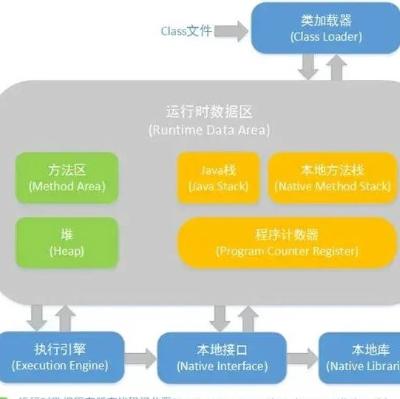 Class文件
类加载器
(Class Loader)
运行时数据区
(Runtime Data Area)
方法区
(Method Area)
Java栈
(Java Stack)
本地方法栈
(Native Method Stack)
堆
(Heap)
程序计数器
(Program Counter Register)
执行引擎
(Execution Engine)
本地接口
(Native Interface)
本地库
(Native Librari